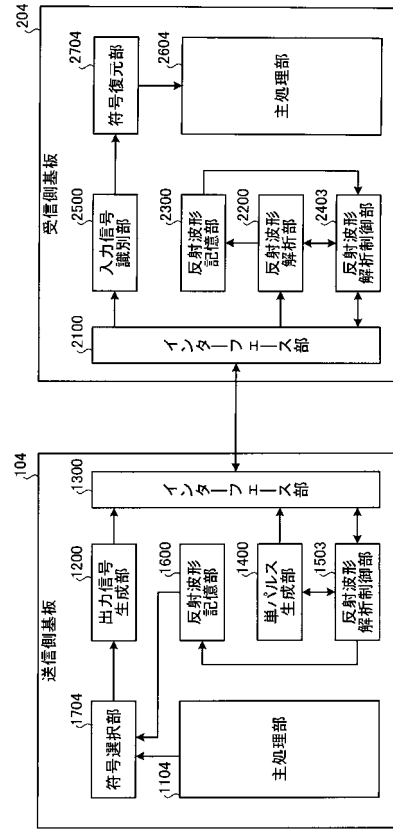 送信側基板
104
符号選択部
1704
出力信号
生成部
1200
反射波形
記憶部
1600
単パルス
生成部
1400
反射波形
解析制御部
1503
主処理部
1104
インターフェース部
1300
受信側基板
204
インターフェース部
2100
入力信号
識別部
2500
符号復元部
2704
反射波形
記憶部
2300
反射波形
解析部
2200
反射波形
解析制御部
2403
主処理部
2604